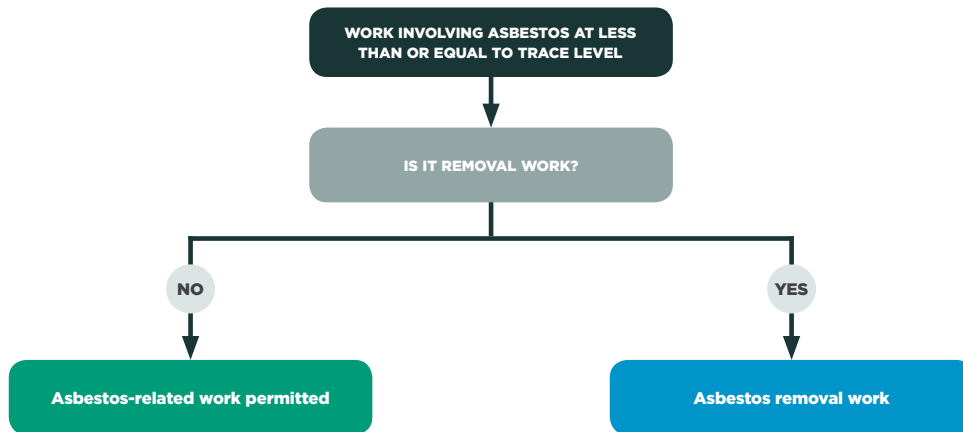 WORK INVOLVING ASBESTOS AT LESS
THAN OR EQUAL TO TRACE LEVEL
IS IT REMOVAL WORK?
NO
YES
Asbestos-related work permitted
Asbestos removal work